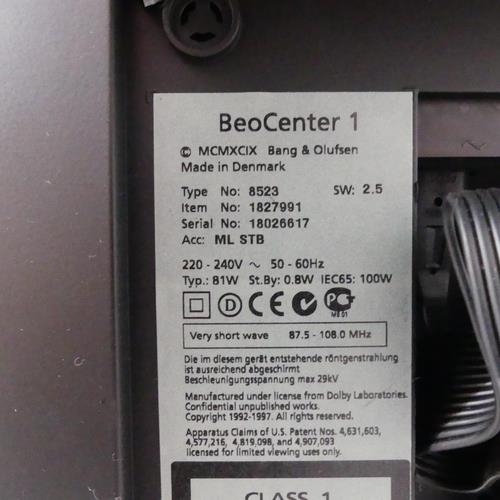 BeoCenter 1
© MCMXCIX Bang & Olufsen
Made in Denmark
Type No: 8523 SW: 2.5
Item No: 1827991
Serial No: 18026617
Acc: ML STB
220 - 240V ~ 50 - 60Hz
Typ.: 81W St.By: 0.8W IEC65: 100W
D CE PG
MB 01
Very short wave 87.5 - 108.0 MHz
Die im diesem gerät entstehende röntgenstrahlung
ist ausreichend abgeschirmt
Beschleunigungsspannung max 29kV
Manufactured under license from Dolby Laboratories.
Confidential unpublished works.
Copyright 1992-1997. All rights reserved.
Apparatus Claims of U.S. Patent Nos. 4,631,603,
4,577,216, 4,819,098, and 4,907,093
licensed for limited viewing uses only.
CLASS 1